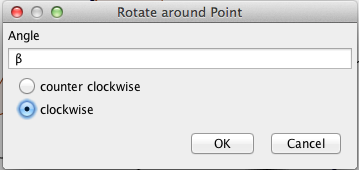 Rotate around Point
Angle
β
counter clockwise
clockwise
OK Cancel